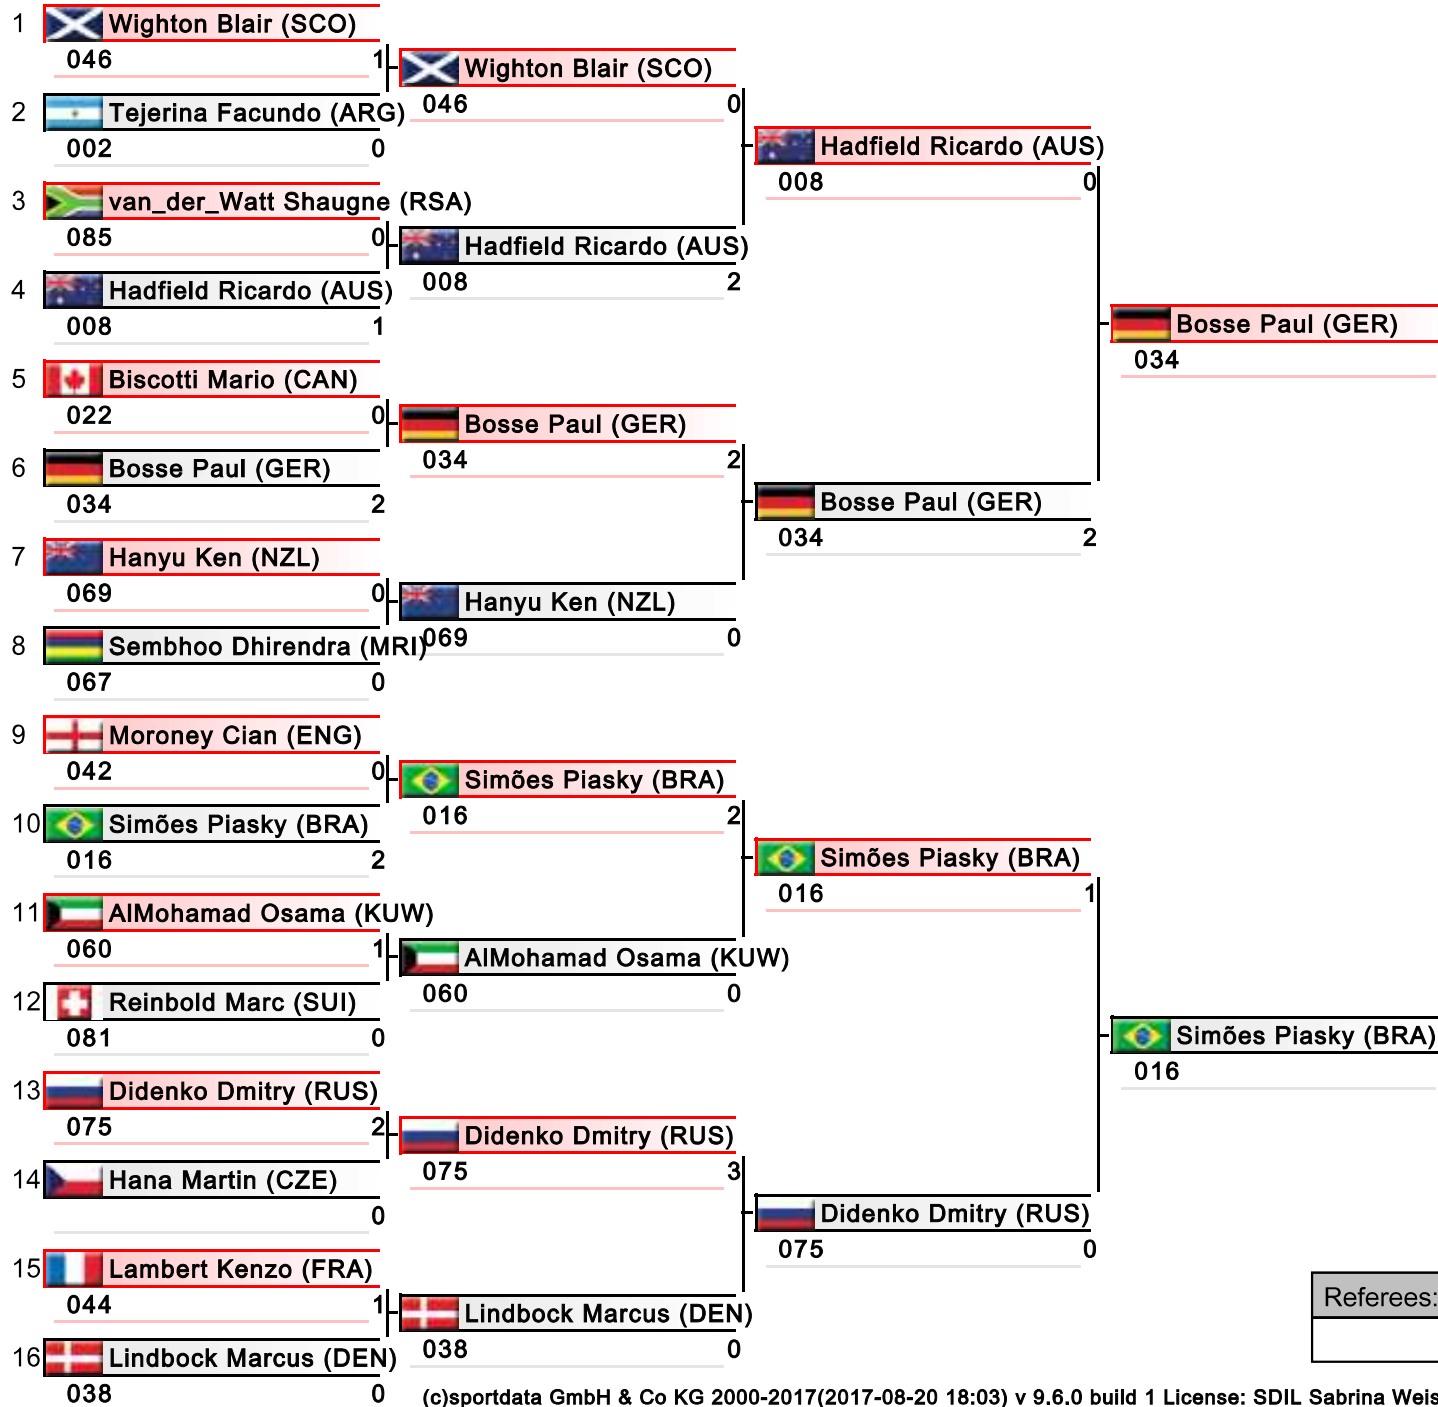 1 Wighton Blair (SCO)
046 1
2 Tejerina Facundo (ARG)
002 0
3 van_der_Watt Shaugne (RSA)
085 0
4 Hadfield Ricardo (AUS)
008 1
5 Biscotti Mario (CAN)
022 0
6 Bosse Paul (GER)
034 2
7 Hanyu Ken (NZL)
069 0
8 Sembhoo Dhirendra (MRI)
067 0
9 Moroney Cian (ENG)
042 0
10 Simões Piasky (BRA)
016 2
11 AlMohamad Osama (KUW)
060 1
12 Reinbold Marc (SUI)
081 0
13 Didenko Dmitry (RUS)
075 2
14 Hana Martin (CZE)
0
15 Lambert Kenzo (FRA)
044 1
16 Lindbock Marcus (DEN)
038 0
Wighton Blair (SCO)
046 0
Hadfield Ricardo (AUS)
008 2
Bosse Paul (GER)
034 2
Hanyu Ken (NZL)
069 0
Simões Piasky (BRA)
016 2
AlMohamad Osama (KUW)
060 0
Didenko Dmitry (RUS)
075 3
Lindbock Marcus (DEN)
038 0
Hadfield Ricardo (AUS)
008 0
Bosse Paul (GER)
034 2
Simões Piasky (BRA)
016 1
Didenko Dmitry (RUS)
075 0
Bosse Paul (GER)
034
Simões Piasky (BRA)
016
Referees:
(c)sportdata GmbH & Co KG 2000-2017(2017-08-20 18:03) v 9.6.0 build 1 License: SDIL Sabrina Weis